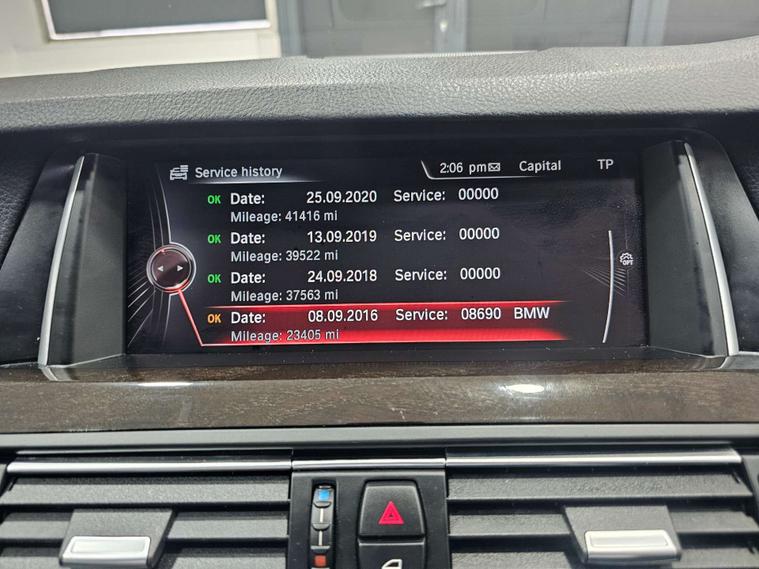 Service history 2:06 pm Capital TP
OK Date: 25.09.2020 Service: 00000
Mileage: 41416 mi
OK Date: 13.09.2019 Service: 00000
Mileage: 39522 mi
OPT
OK Date: 24.09.2018 Service: 00000
Mileage: 37563 mi
OK Date: 08.09.2016 Service: 08690 BMW
Mileage: 23405 mi